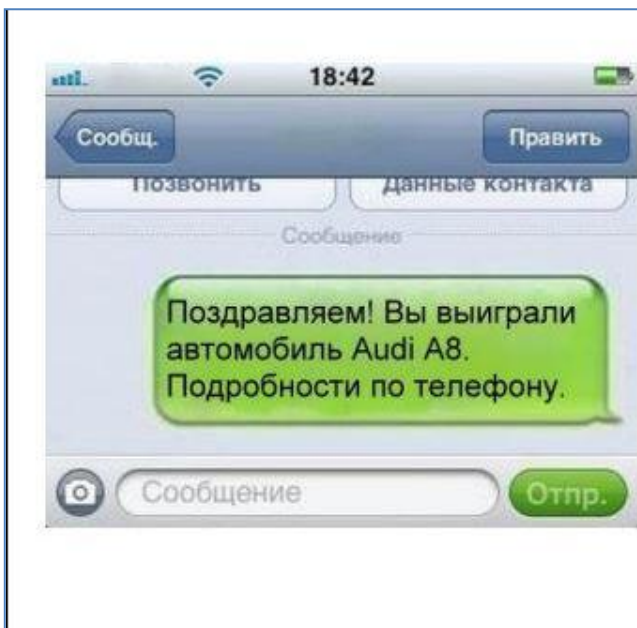 18:42
Сообщ.
Править
Позвонить
Данные контакта
Сообщение
Поздравляем! Вы выиграли
автомобиль Audi A8.
Подробности по телефону.
Сообщение
Отпр.